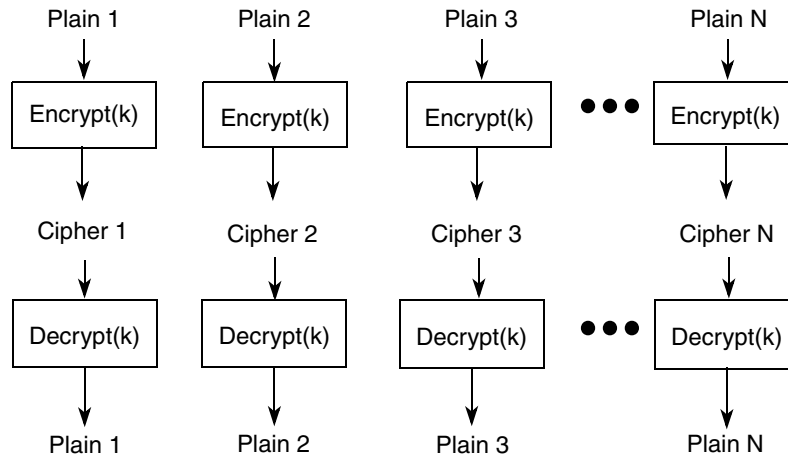 Plain 1
Plain 2
Plain 3
Plain N
Encrypt(k)
Encrypt(k)
Encrypt(k)
Encrypt(k)
Cipher 1
Cipher 2
Cipher 3
Cipher N
Decrypt(k)
Decrypt(k)
Decrypt(k)
Decrypt(k)
Plain 1
Plain 2
Plain 3
Plain N